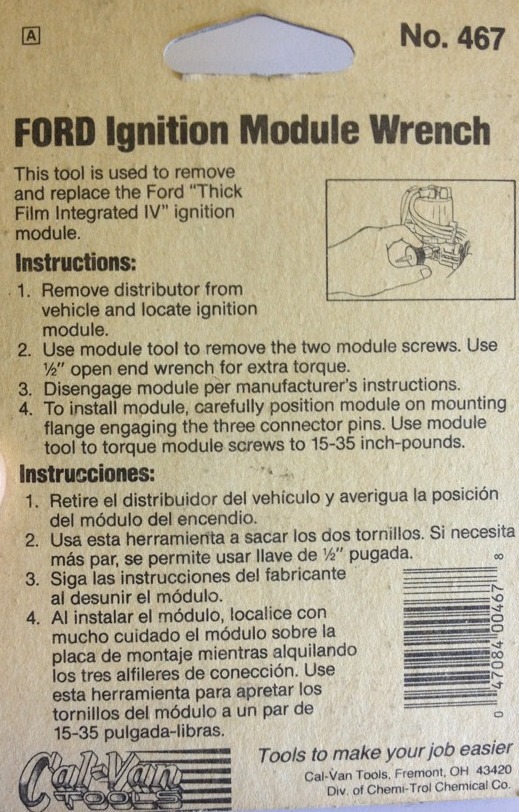 A
No. 467
FORD Ignition Module Wrench
This tool is used to remove
and replace the Ford “Thick
Film Integrated IV” ignition
module.
Instructions:
1. Remove distributor from
vehicle and locate ignition
module.
2. Use module tool to remove the two module screws. Use
½″ open end wrench for extra torque.
3. Disengage module per manufacturer’s instructions.
4. To install module, carefully position module on mounting
flange engaging the three connector pins. Use module
tool to torque module screws to 15-35 inch-pounds.
Instrucciones:
1. Retire el distribuidor del vehículo y averigua la posición
del módulo del encendio.
2. Usa esta herramienta a sacar los dos tornillos. Si necesita
más par, se permite usar llave de ½″ pugada.
3. Siga las instrucciones del fabricante
al desunir el módulo.
4. Al instalar el módulo, localice con
mucho cuidado el módulo sobre la
placa de montaje mientras alquilando
los tres alfileres de conección. Use
esta herramienta para apretar los
tornillos del módulo a un par de
15-35 pulgada-libras.
0 47084 00467 8
Cal-Van
TOOLS
Tools to make your job easier
Cal-Van Tools, Fremont, OH 43420
Div. of Chemi-Trol Chemical Co.